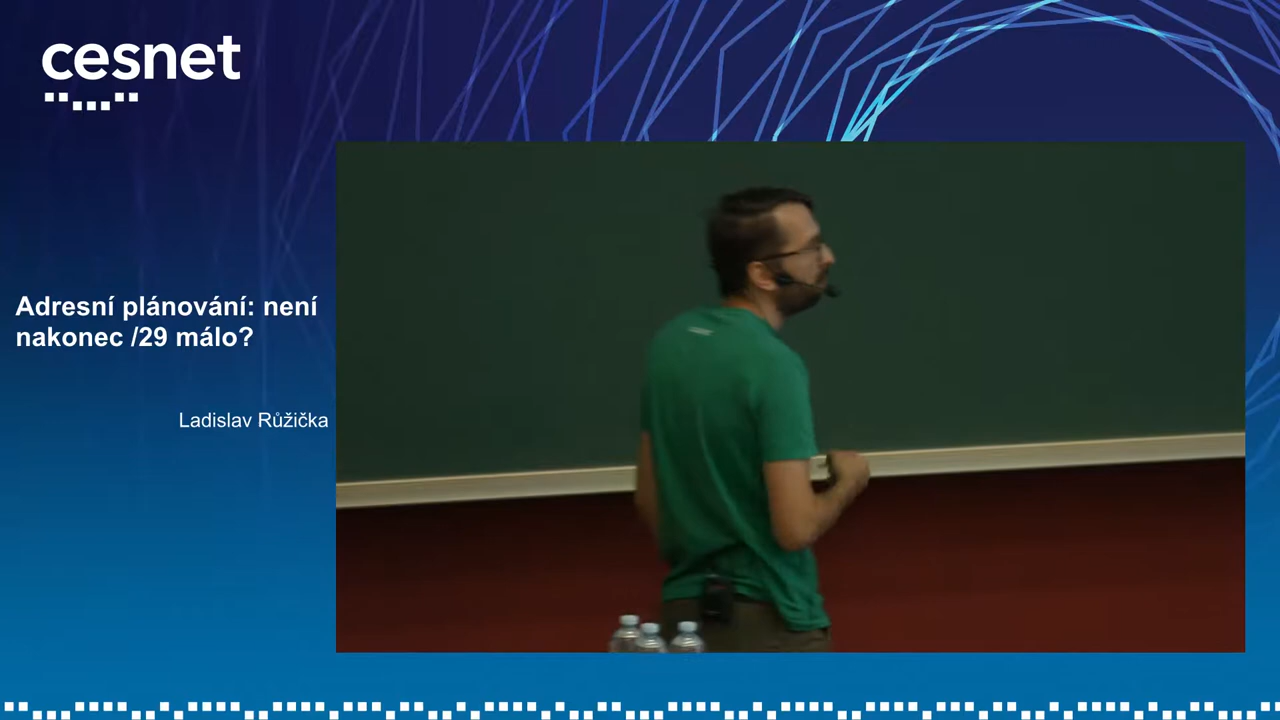 cesnet
Adresní plánování: není
nakonec /29 málo?
Ladislav Růžička